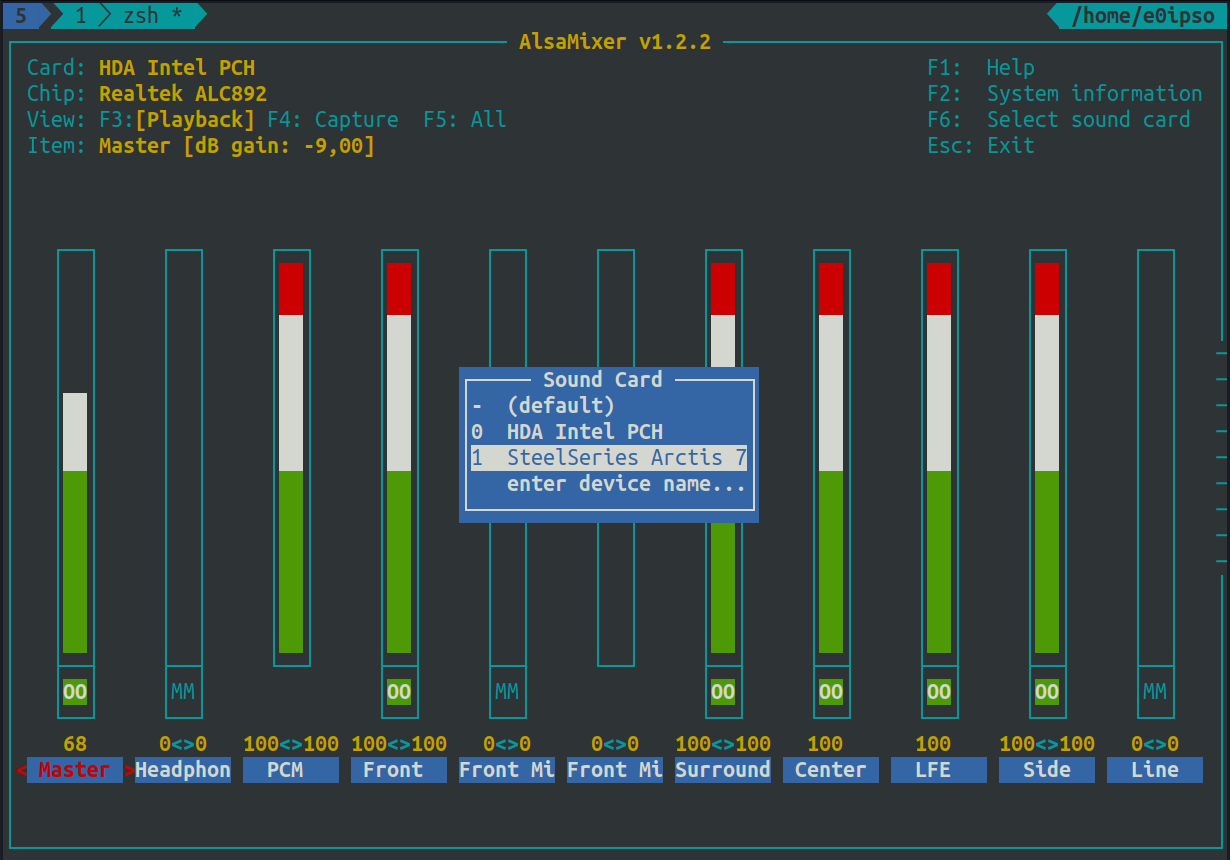 5 1 zsh * /home/e0ipso
AlsaMixer v1.2.2
Card: HDA Intel PCH F1: Help
Chip: Realtek ALC892 F2: System information
View: F3:[Playback] F4: Capture F5: All F6: Select sound card
Item: Master [dB gain: -9,00] Esc: Exit
Sound Card
- (default)
0 HDA Intel PCH
1 SteelSeries Arctis 7
enter device name...
OO MM OO MM OO OO OO OO MM
68 0<>0 100<>100 100<>100 0<>0 0<>0 100<>100 100 100 100<>100 0<>0
< Master >Headphon PCM Front Front Mi Front Mi Surround Center LFE Side Line